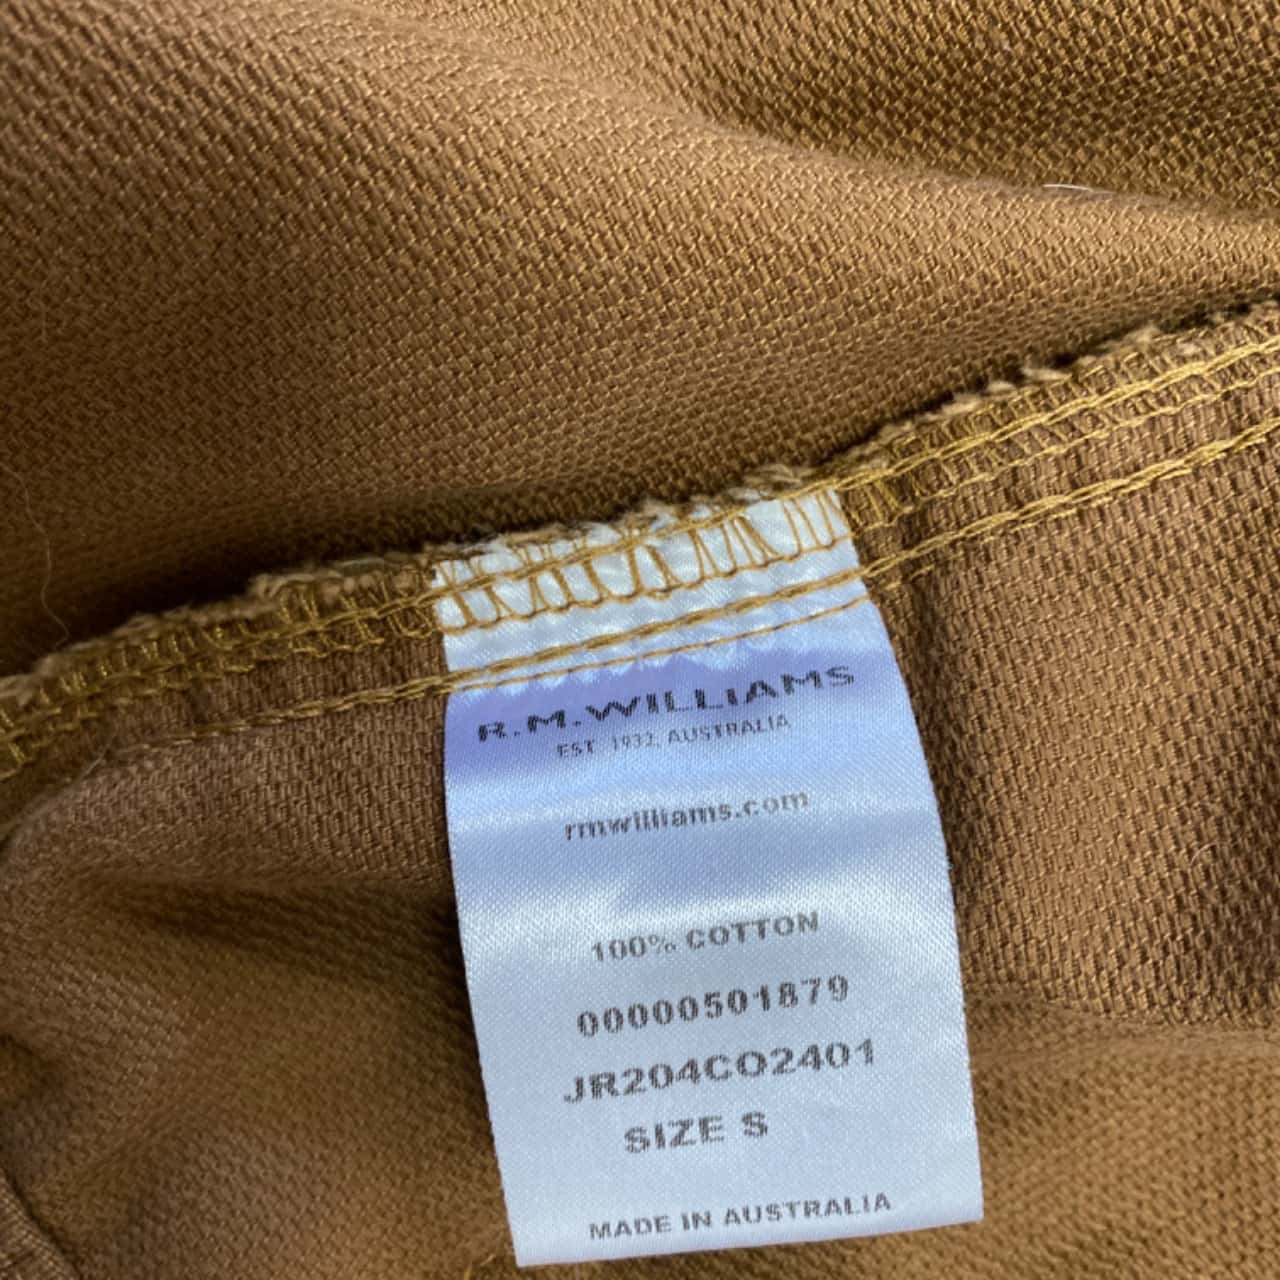 R.M.WILLIAMS
EST. 1932, AUSTRALIA
rmwilliams.com
100% COTTON
00000501879
JR204CO2401
SIZE S
MADE IN AUSTRALIA